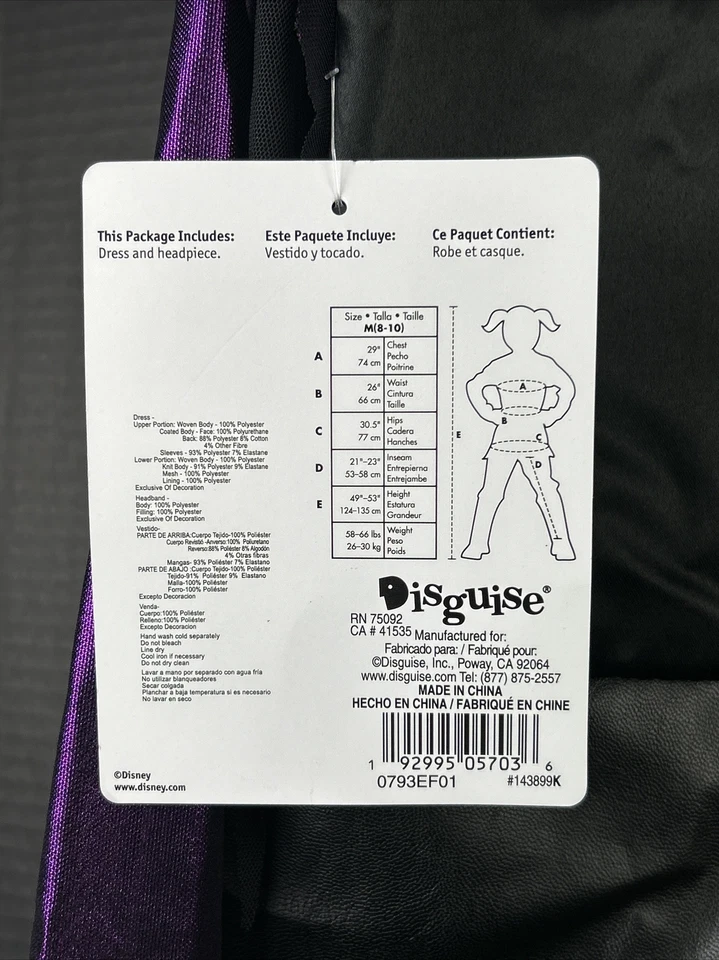 This Package Includes:
Dress and headpiece.
Este Paquete Incluye:
Vestido y tocado.
Ce Paquet Contient:
Robe et casque.
Size • Talla • Taille
M(8-10)
A
29"
74 cm
Chest
Pecho
Poitrine
B
26"
66 cm
Waist
Cintura
Taille
C
30.5"
77 cm
Hips
Cadera
Hanches
D
21"–23"
53–58 cm
Inseam
Entrepierna
Entrejambe
E
49"–53"
124–135 cm
Height
Estatura
Grandeur
58–66 lbs
26–30 kg
Weight
Peso
Poids
A
B
C
D
E
Dress -
Upper Portion: Woven Body - 100% Polyester
Coated Body - Face: 100% Polyurethane
Back: 88% Polyester 8% Cotton
4% Other Fibre
Sleeves - 93% Polyester 7% Elastane
Lower Portion: Woven Body - 100% Polyester
Knit Body - 91% Polyester 9% Elastane
Mesh - 100% Polyester
Lining - 100% Polyester
Exclusive Of Decoration
Headband -
Body: 100% Polyester
Filling: 100% Polyester
Exclusive Of Decoration
Vestido-
PARTE DE ARRIBA:Cuerpo Tejido-100% Poliéster
Cuerpo Revistió -Anverso:100% Poliuretano
Reverso:88% Poliéster 8% Algodón
4% Otras fibras
Mangas- 93% Poliéster 7% Elastano
PARTE DE ABAJO :Cuerpo Tejido-100% Poliéster
Tejido-91% Poliéster 9% Elastano
Malla-100% Poliéster
Forro-100% Poliéster
Excepto Decoracion
Venda-
Cuerpo:100% Poliéster
Relleno:100% Poliéster
Excepto Decoracion
Hand wash cold separately
Do not bleach
Line dry
Cool iron if necessary
Do not dry clean
Lavar a mano por separado con agua fría
No utilizar blanqueadores
Secar colgada
Planchar a baja temperatura si es necesario
No lavar en seco
Disguise®
RN 75092
CA # 41535
Manufactured for:
Fabricado para: / Fabriqué pour:
©Disguise, Inc., Poway, CA 92064
www.disguise.com Tel: (877) 875-2557
MADE IN CHINA
HECHO EN CHINA / FABRIQUÉ EN CHINE
1 92995 05703 6
0793EF01
#143899K
©Disney
www.disney.com